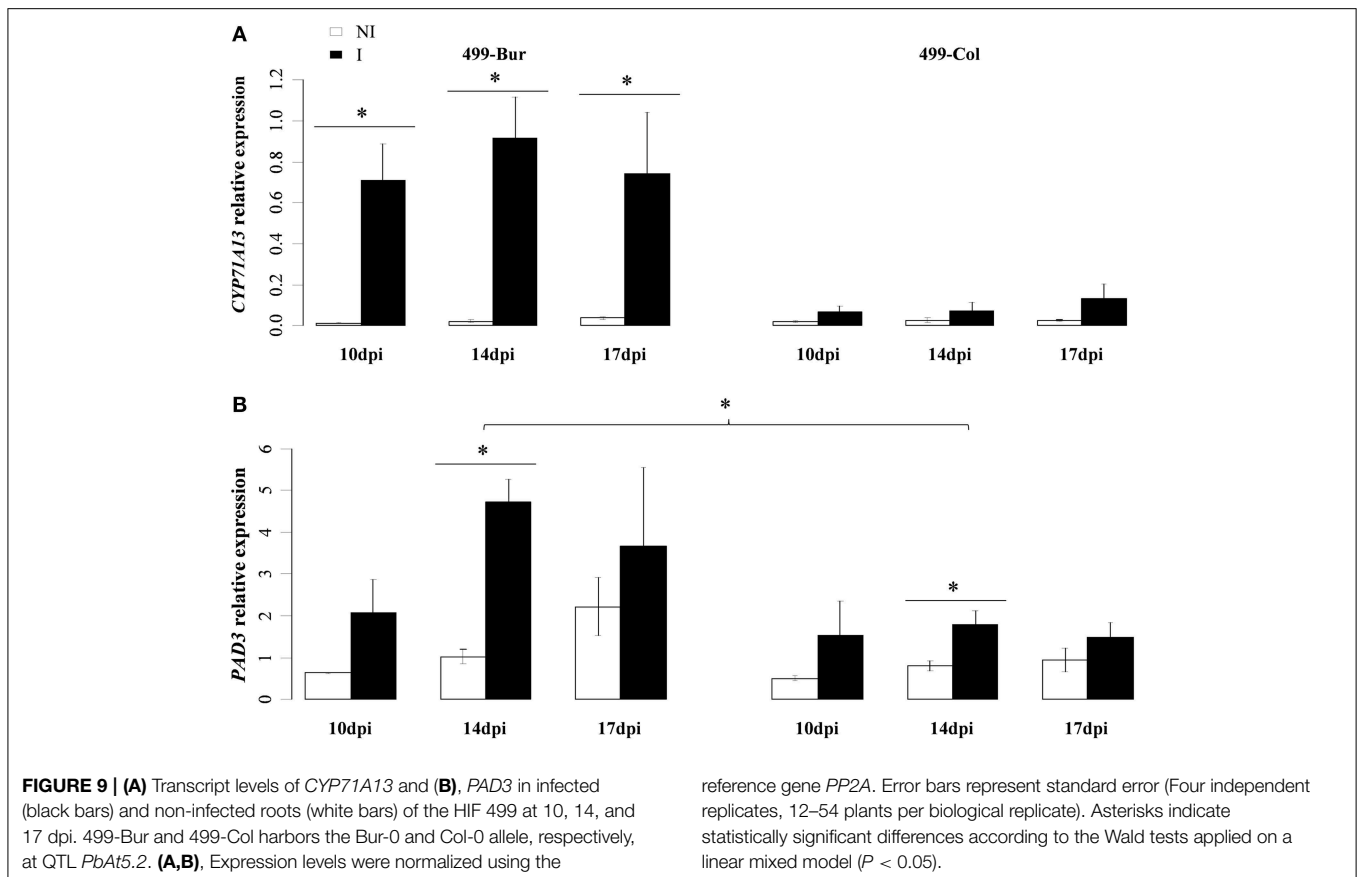 A
NI
I
499-Bur
499-Col
CYP71A13 relative expression
1.2
1.0
0.8
0.6
0.4
0.2
0.0
*
*
*
10dpi 14dpi 17dpi 10dpi 14dpi 17dpi
B
*
PAD3 relative expression
6
5
4
3
2
1
0
*
*
10dpi 14dpi 17dpi 10dpi 14dpi 17dpi
FIGURE 9 | (A) Transcript levels of CYP71A13 and (B), PAD3 in infected
(black bars) and non-infected roots (white bars) of the HIF 499 at 10, 14, and
17 dpi. 499-Bur and 499-Col harbors the Bur-0 and Col-0 allele, respectively,
at QTL PbAt5.2. (A,B), Expression levels were normalized using the
reference gene PP2A. Error bars represent standard error (Four independent
replicates, 12–54 plants per biological replicate). Asterisks indicate
statistically significant differences according to the Wald tests applied on a
linear mixed model (P < 0.05).